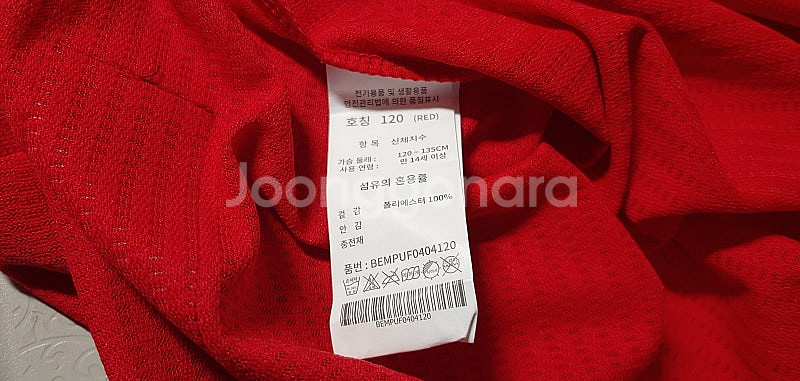 전기용품 및 생활용품
안전관리법에 의한 품질표시
호칭 120 (RED)
항 목 신체치수
가슴 둘레 : 120 ~ 135CM
사용 연령 : 만 14세 이상
섬유의 혼용률
겉 감 폴리에스터 100%
안 감
충전재
품번 : BEMPUF0404120
BEMPUF0404120
Joonggonara